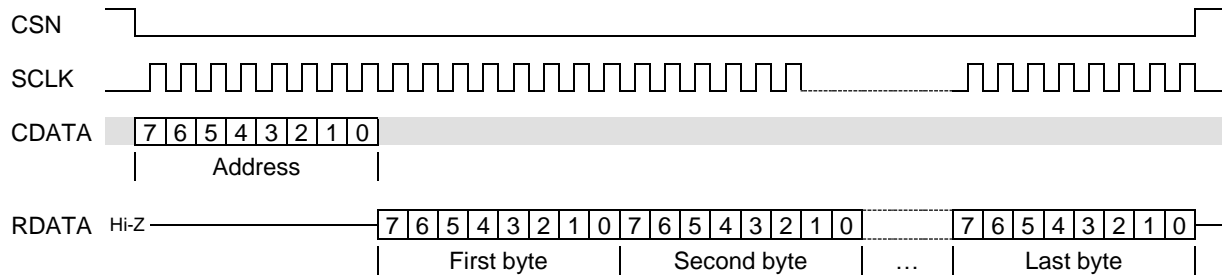 CSN
SCLK
CDATA 7 6 5 4 3 2 1 0
Address
RDATA Hi-Z 7 6 5 4 3 2 1 0 7 6 5 4 3 2 1 0 7 6 5 4 3 2 1 0
First byte Second byte … Last byte